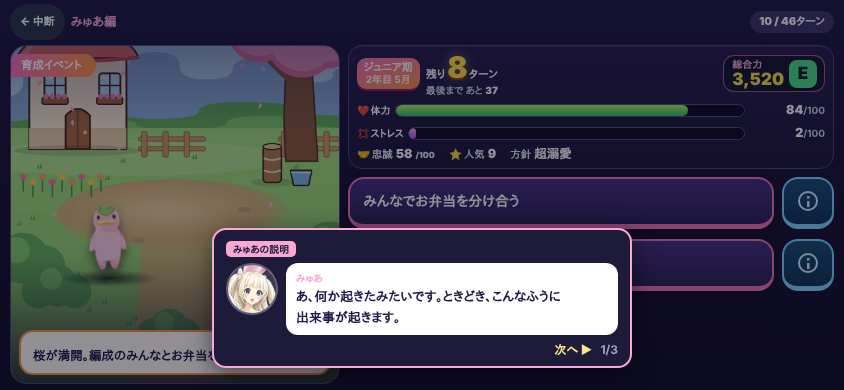 ← 中断
みゅあ編
10 / 46ターン
育成イベント
ジュニア期
2年目 5月
残り8ターン
最後まで あと 37
総合力
3,520 E
体力
84/100
ストレス
2/100
忠誠 58 /100
人気 9
方針 超溺愛
みんなでお弁当を分け合う
みゅあの説明
みゅあ
あ、何か起きたみたいです。ときどき、こんなふうに
出来事が起きます。
次へ ▶ 1/3
桜が満開。編成のみんなとお弁当